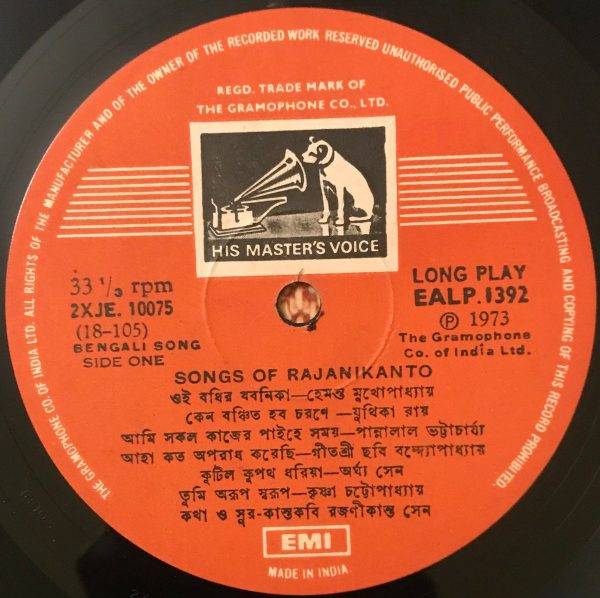 THE GRAMOPHONE CO. OF INDIA LTD. ALL RIGHTS OF THE MANUFACTURER AND OF THE OWNER OF THE RECORDED WORK RESERVED UNAUTHORISED PUBLIC PERFORMANCE BROADCASTING AND COPYING OF THIS RECORD PROHIBITED.
REGD. TRADE MARK OF
THE GRAMOPHONE CO., LTD.
HIS MASTER'S VOICE
33 1/3 rpm
2XJE. 10075
(18-105)
BENGALI SONG
SIDE ONE
LONG PLAY
EALP. 1392
Ⓟ 1973
The Gramophone
Co. of India Ltd.
SONGS OF RAJANIKANTO
ওই বধির যবনিকা—হেমন্ত মুখোপাধ্যায়
কেন বঞ্চিত হব চরণে —যুথিকা রায়
আমি সকল কাজের পাইহে সময়—পান্নালাল ভট্টাচার্য্য
আহা কত অপরাধ করেছি—গীতশ্রী ছবি বন্দ্যোপাধ্যায়
কুটিল কুপথ ধরিয়া—অর্ঘ্য সেন
তুমি অরূপ স্বরূপ—কৃষ্ণা চট্টোপাধ্যায়
কথা ও সুর-কান্তকবি রজণীকান্ত সেন
EMI
MADE IN INDIA